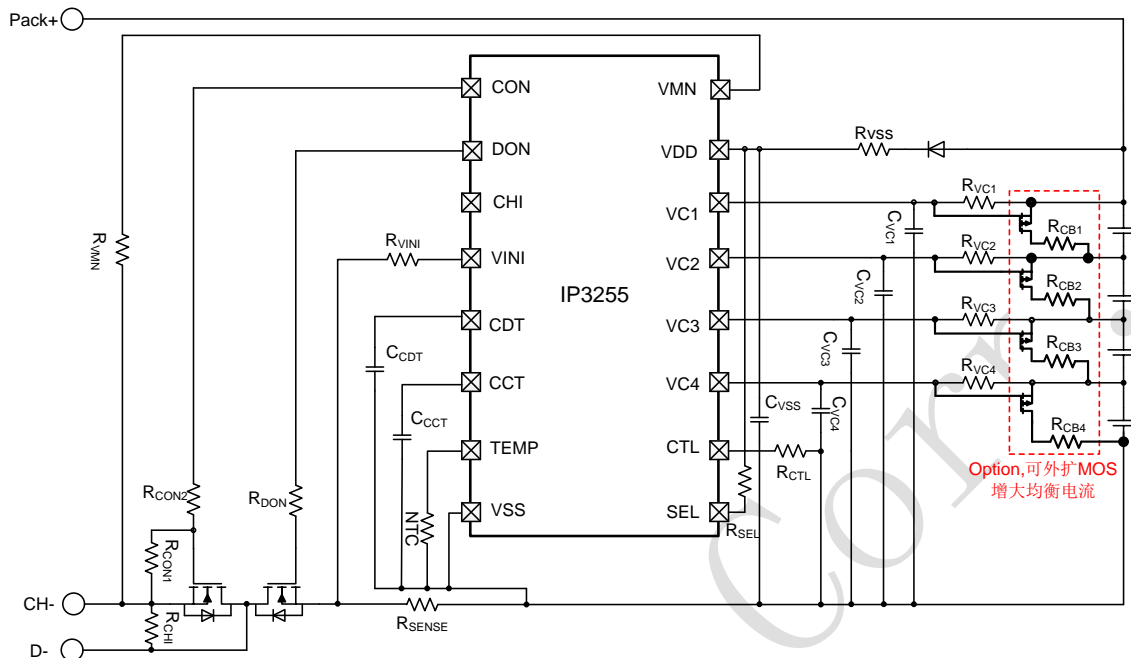 Pack+
CON
VMN
DON
VDD
Rvss
CHI
VC1
RVC1
CVC1
RCB1
RVMN
RVINI
VINI
VC2
RVC2
CVC2
RCB2
IP3255
CDT
VC3
RVC3
CVC3
RCB3
CCDT
CCT
VC4
RVC4
CVC4
CCCT
CVSS
RCB4
TEMP
CTL
RCTL
Option,可外扩MOS
增大均衡电流
RCON2
RDON
NTC
VSS
SEL
RSEL
RCON1
CH-
RCHI
RSENSE
D-
Corp.